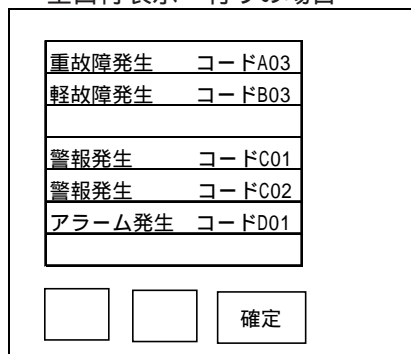 重故障発生 コードA03
軽故障発生 コードB03
警報発生 コードC01
警報発生 コードC02
アラーム発生 コードD01
確定